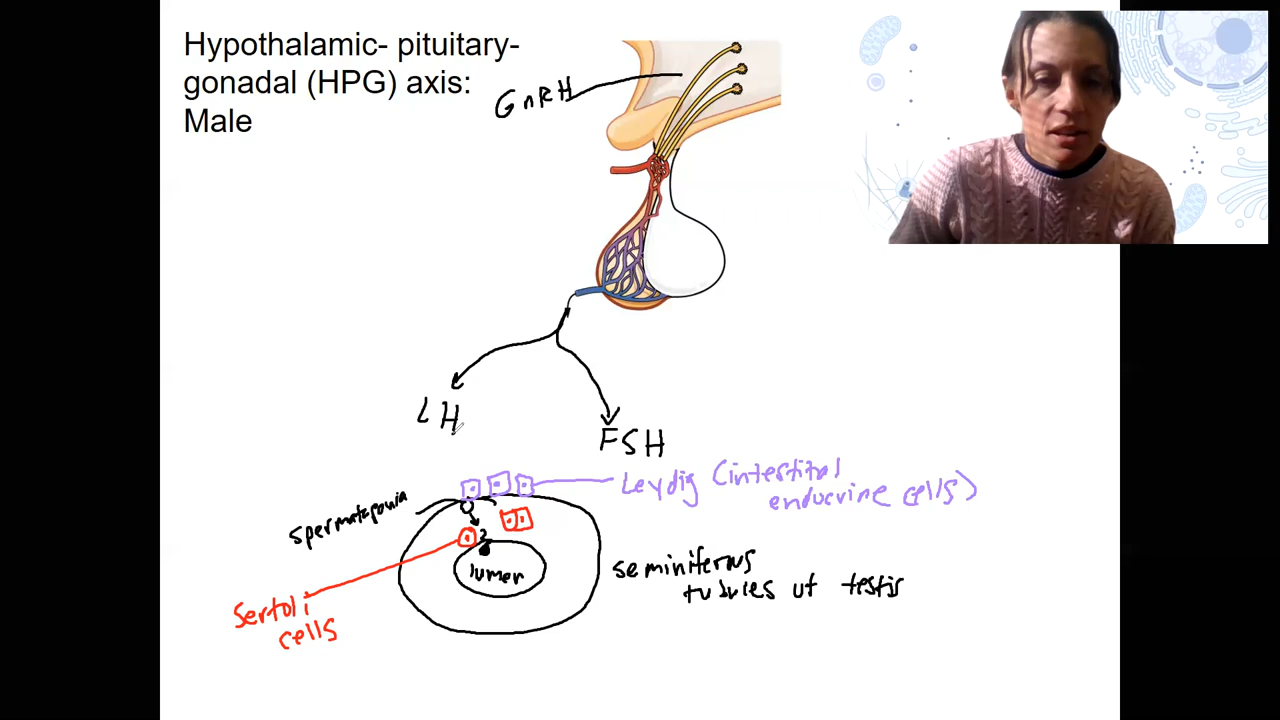 Hypothalamic- pituitary-
gonadal (HPG) axis:
Male
GnRH
LH
FSH
Leydig (intestital
endocrine cells)
spermatogonia
lumen
seminiferous
tubules of testis
Sertoli
cells